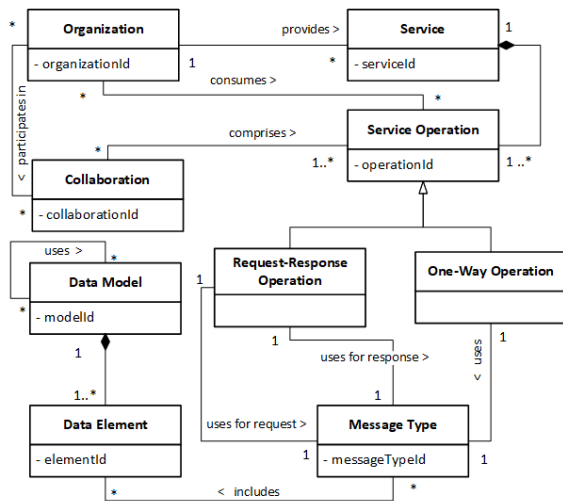 *
Organization
- organizationId
provides >
1
*
Service
- serviceId
1
consumes >
*
*
< participates in
comprises >
*
1..*
Service Operation
- operationId
1 ..*
Collaboration
- collaborationId
*
uses >
*
*
Data Model
- modelId
1
1..*
Request-Response
Operation
1
One-Way Operation
1
1
uses for response >
< uses
1
uses for request >
1
1
Data Element
- elementId
Message Type
- messageTypeId
*
< includes
*